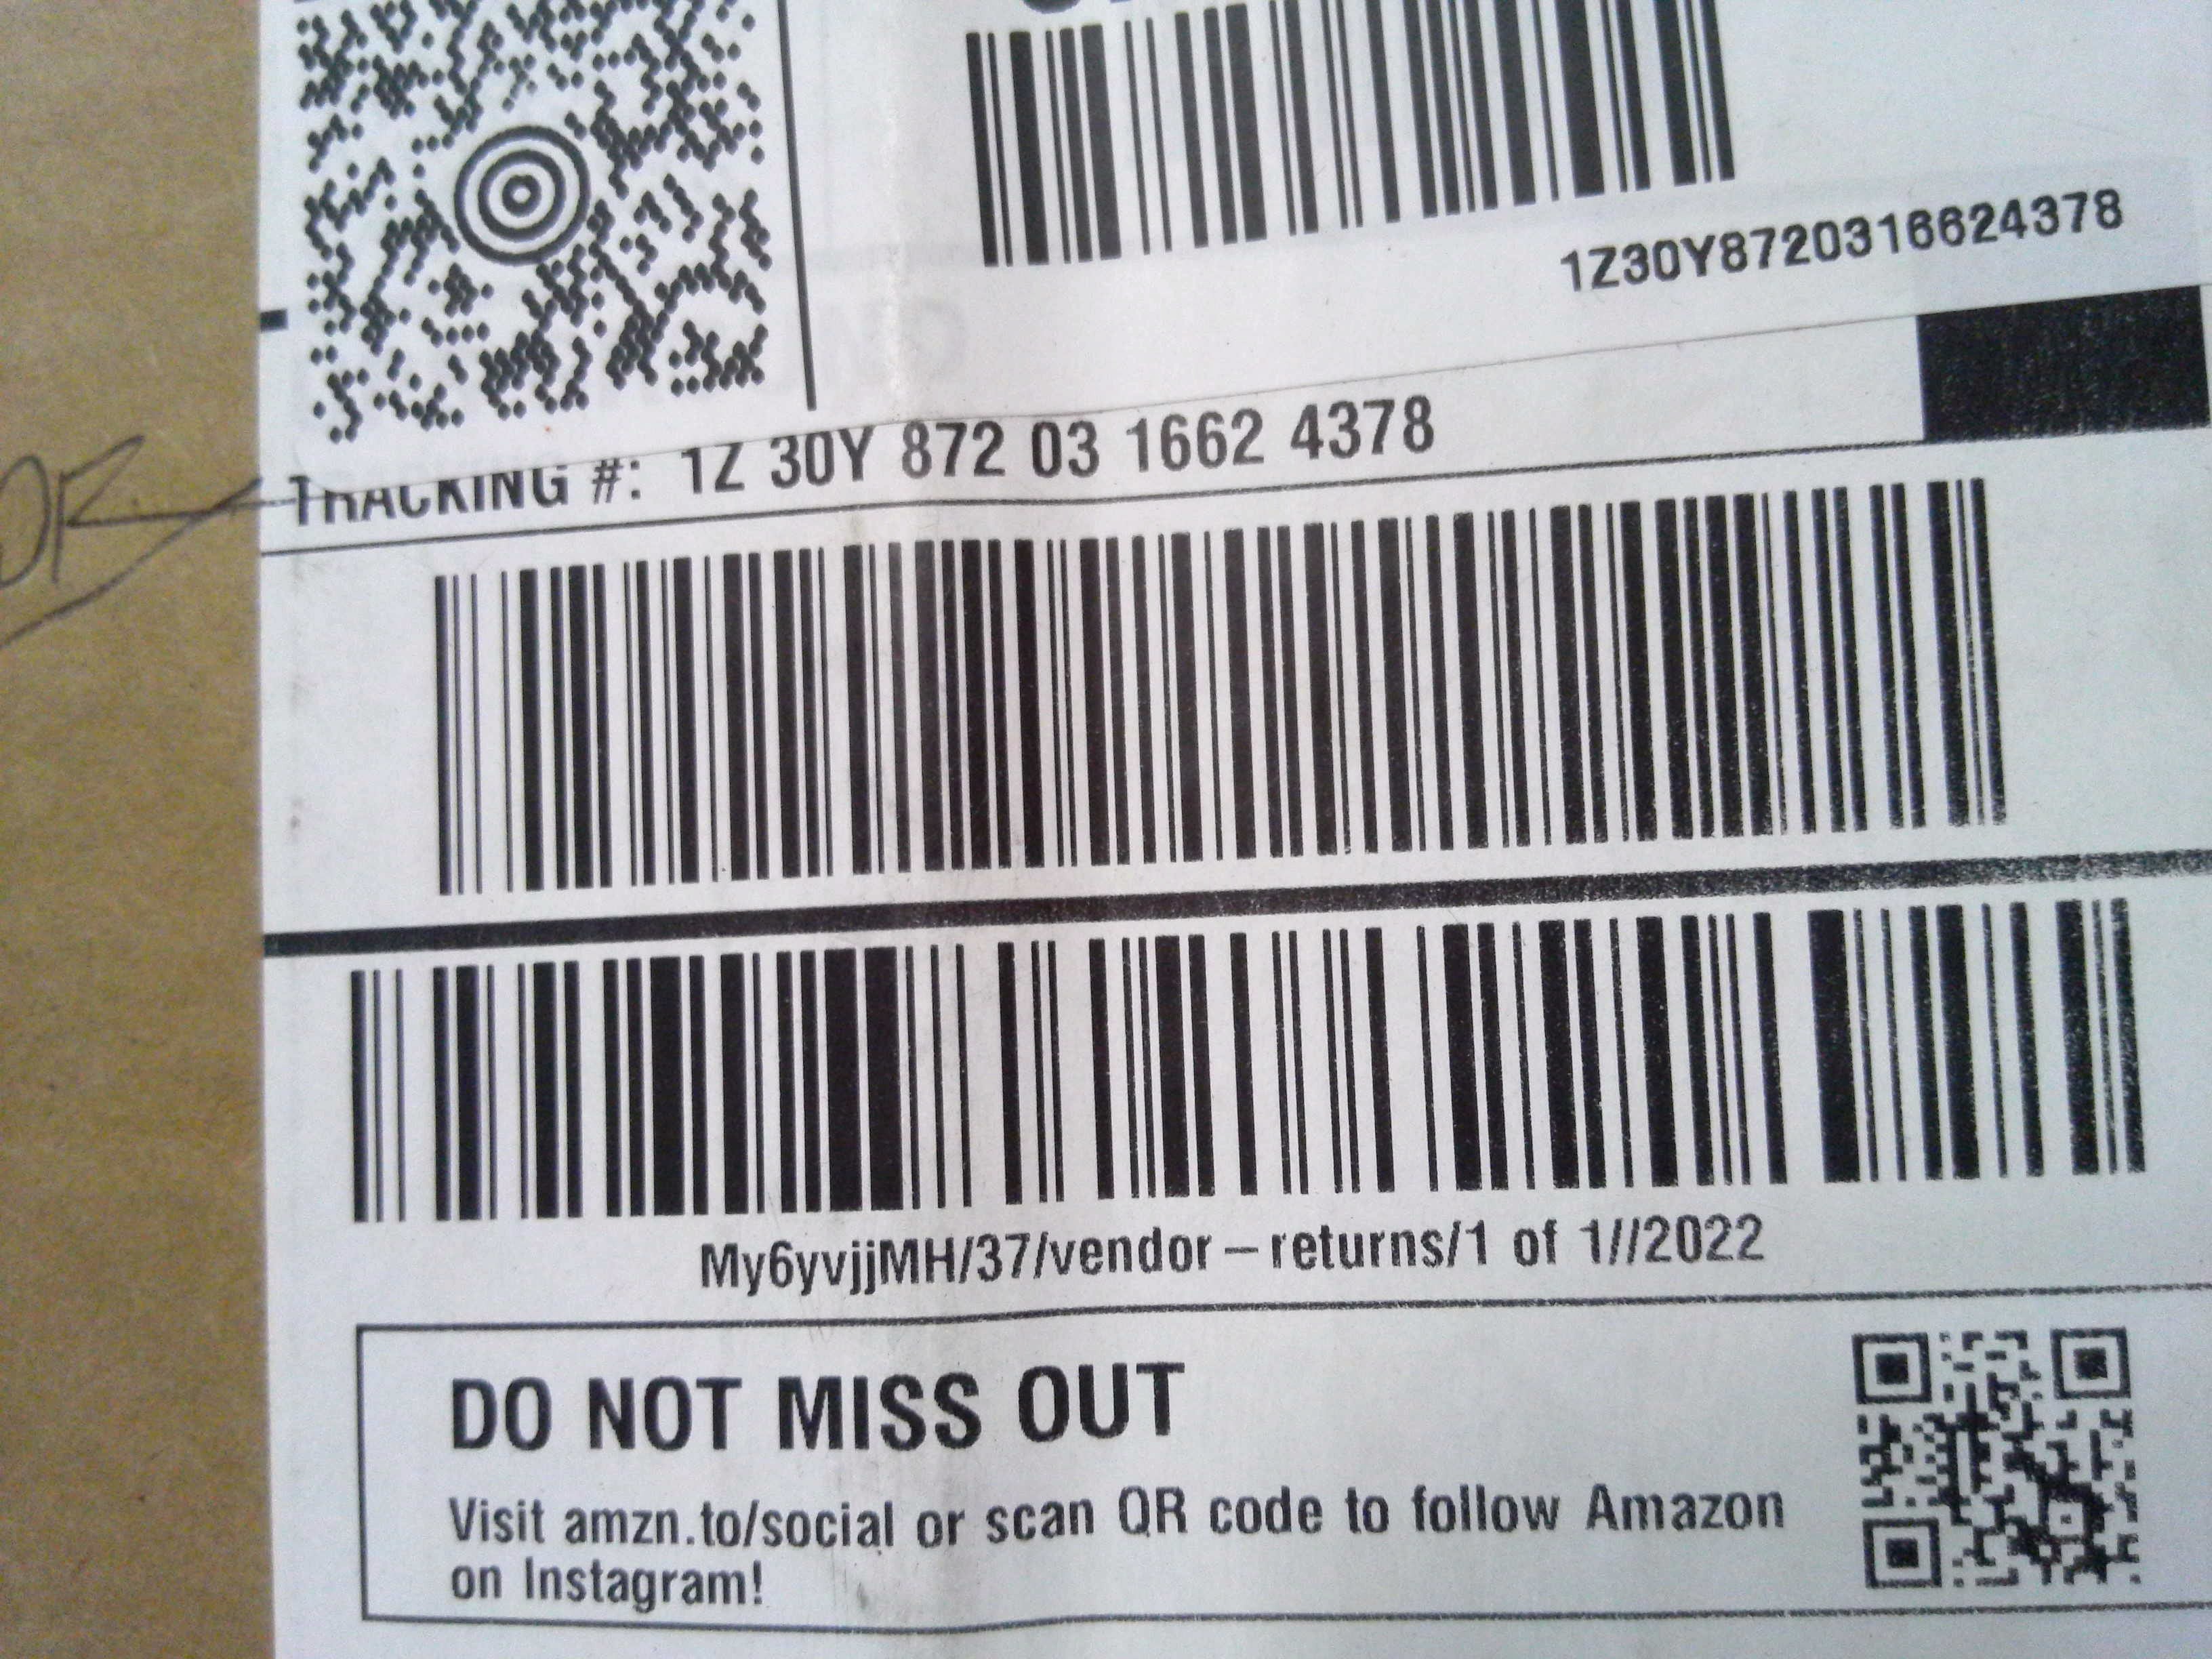 1Z30Y8720316624378
TRACKING #: 1Z 30Y 872 03 1662 4378
My6yvjjMH/37/vendor-returns/1 of 1//2022
DO NOT MISS OUT
Visit amzn.to/social or scan QR code to follow Amazon
on Instagram!